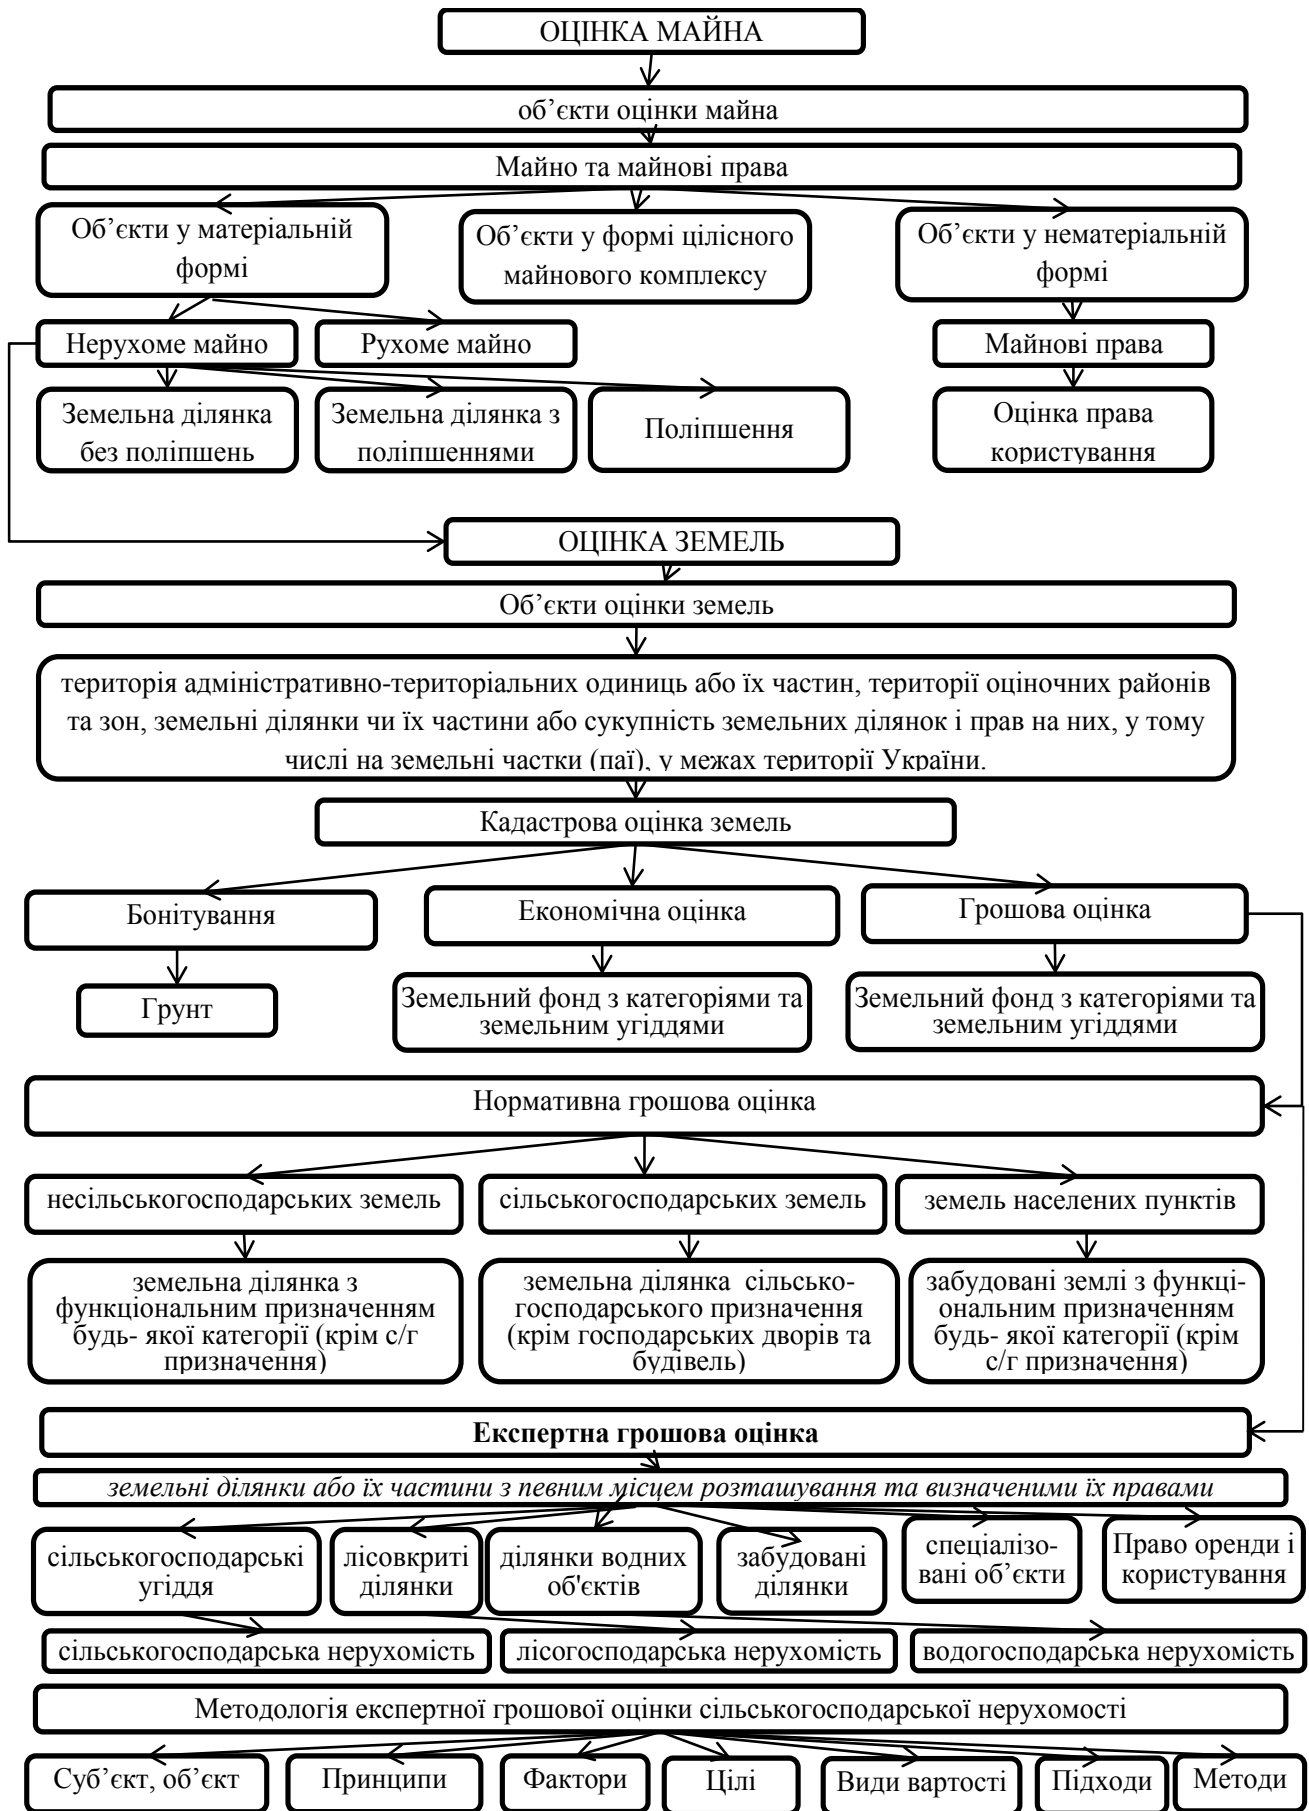 ОЦІНКА МАЙНА
об’єкти оцінки майна
Майно та майнові права
Об’єкти у матеріальній
формі
Об’єкти у формі цілісного
майнового комплексу
Об’єкти у нематеріальній
формі
Нерухоме майно
Рухоме майно
Майнові права
Земельна ділянка
без поліпшень
Земельна ділянка з
поліпшеннями
Поліпшення
Оцінка права
користування
ОЦІНКА ЗЕМЕЛЬ
Об’єкти оцінки земель
територія адміністративно-територіальних одиниць або їх частин, території оціночних районів
та зон, земельні ділянки чи їх частини або сукупність земельних ділянок і прав на них, у тому
числі на земельні частки (паї), у межах території України.
Кадастрова оцінка земель
Бонітування
Економічна оцінка
Грошова оцінка
Грунт
Земельний фонд з категоріями та
земельним угіддями
Земельний фонд з категоріями та
земельним угіддями
Нормативна грошова оцінка
несільськогосподарських земель
сільськогосподарських земель
земель населених пунктів
земельна ділянка з
функціональним призначенням
будь- якої категорії (крім с/г
призначення)
земельна ділянка сільсько-
господарського призначення
(крім господарських дворів та
будівель)
забудовані землі з функці-
ональним призначенням
будь- якої категорії (крім
с/г призначення)
Експертна грошова оцінка
земельні ділянки або їх частини з певним місцем розташування та визначеними їх правами
сільськогосподарські
угіддя
лісовкриті
ділянки
ділянки водних
об'єктів
забудовані
ділянки
спеціалізо-
вані об’єкти
Право оренди і
користування
сільськогосподарська нерухомість
лісогосподарська нерухомість
водогосподарська нерухомість
Методологія експертної грошової оцінки сільськогосподарської нерухомості
Суб’єкт, об’єкт
Принципи
Фактори
Цілі
Види вартості
Підходи
Методи